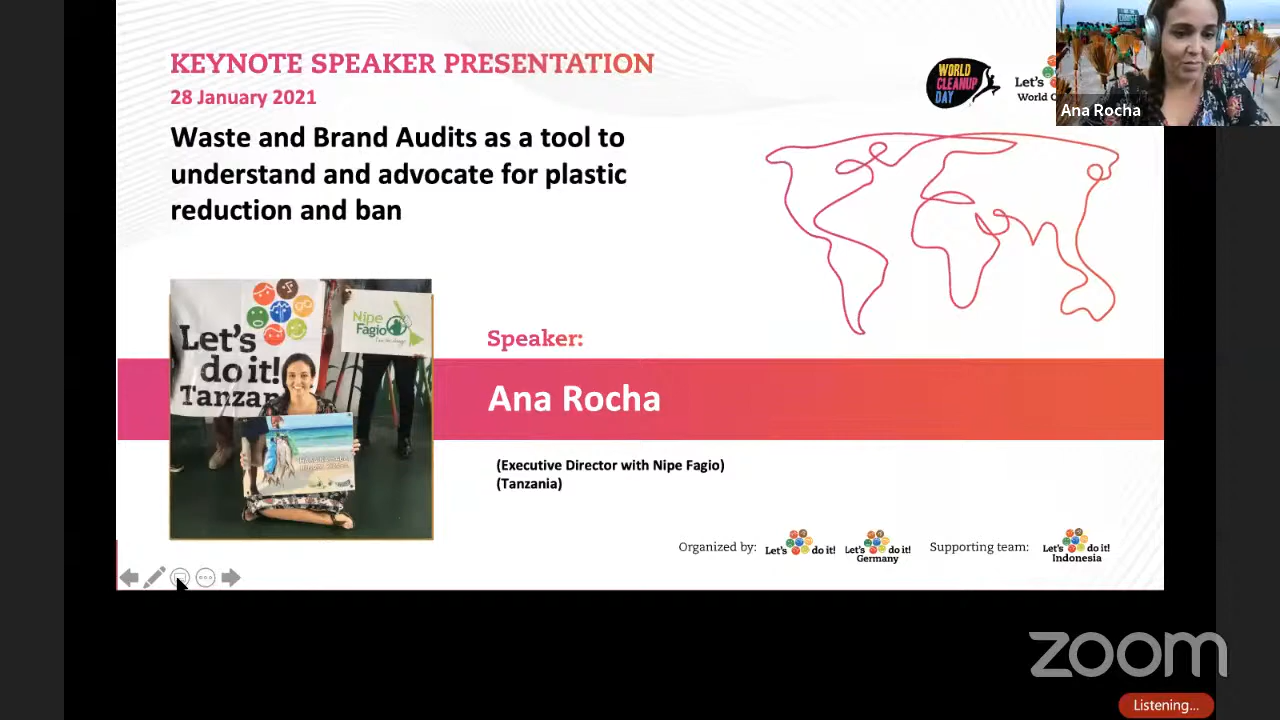 KEYNOTE SPEAKER PRESENTATION
28 January 2021
Waste and Brand Audits as a tool to
understand and advocate for plastic
reduction and ban
WORLD
CLEANUP
DAY
Let's
World C
Ana Rocha
Let's
do it!
Tanzan
Nipe
Fagio
Speaker:
Ana Rocha
(Executive Director with Nipe Fagio)
(Tanzania)
Organized by:
Let's do it!
Let's do it!
Germany
Supporting team:
Let's do it!
Indonesia
zoom
Listening...